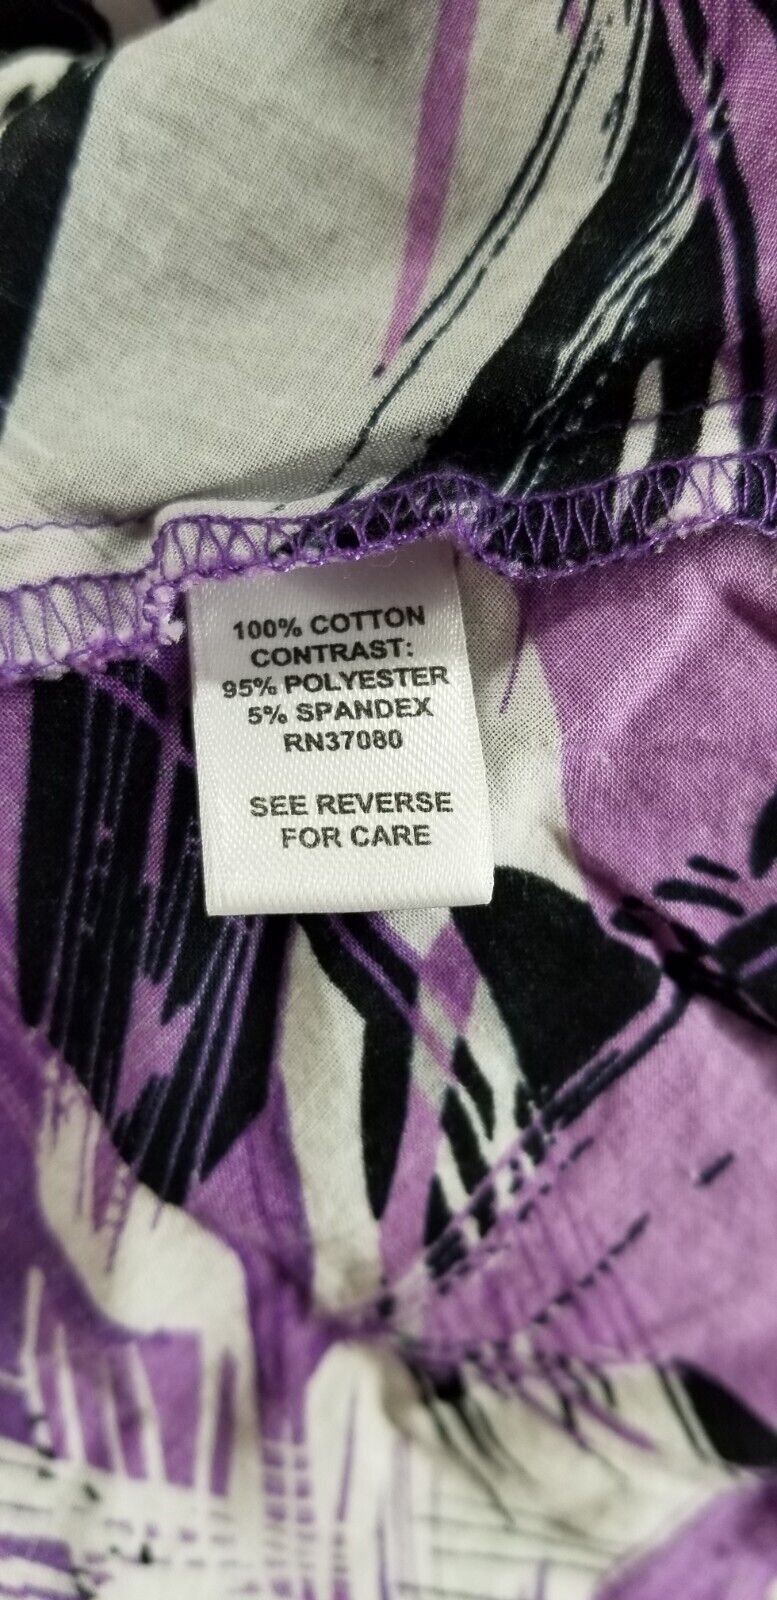 100% COTTON
CONTRAST:
95% POLYESTER
5% SPANDEX
RN37080
SEE REVERSE
FOR CARE